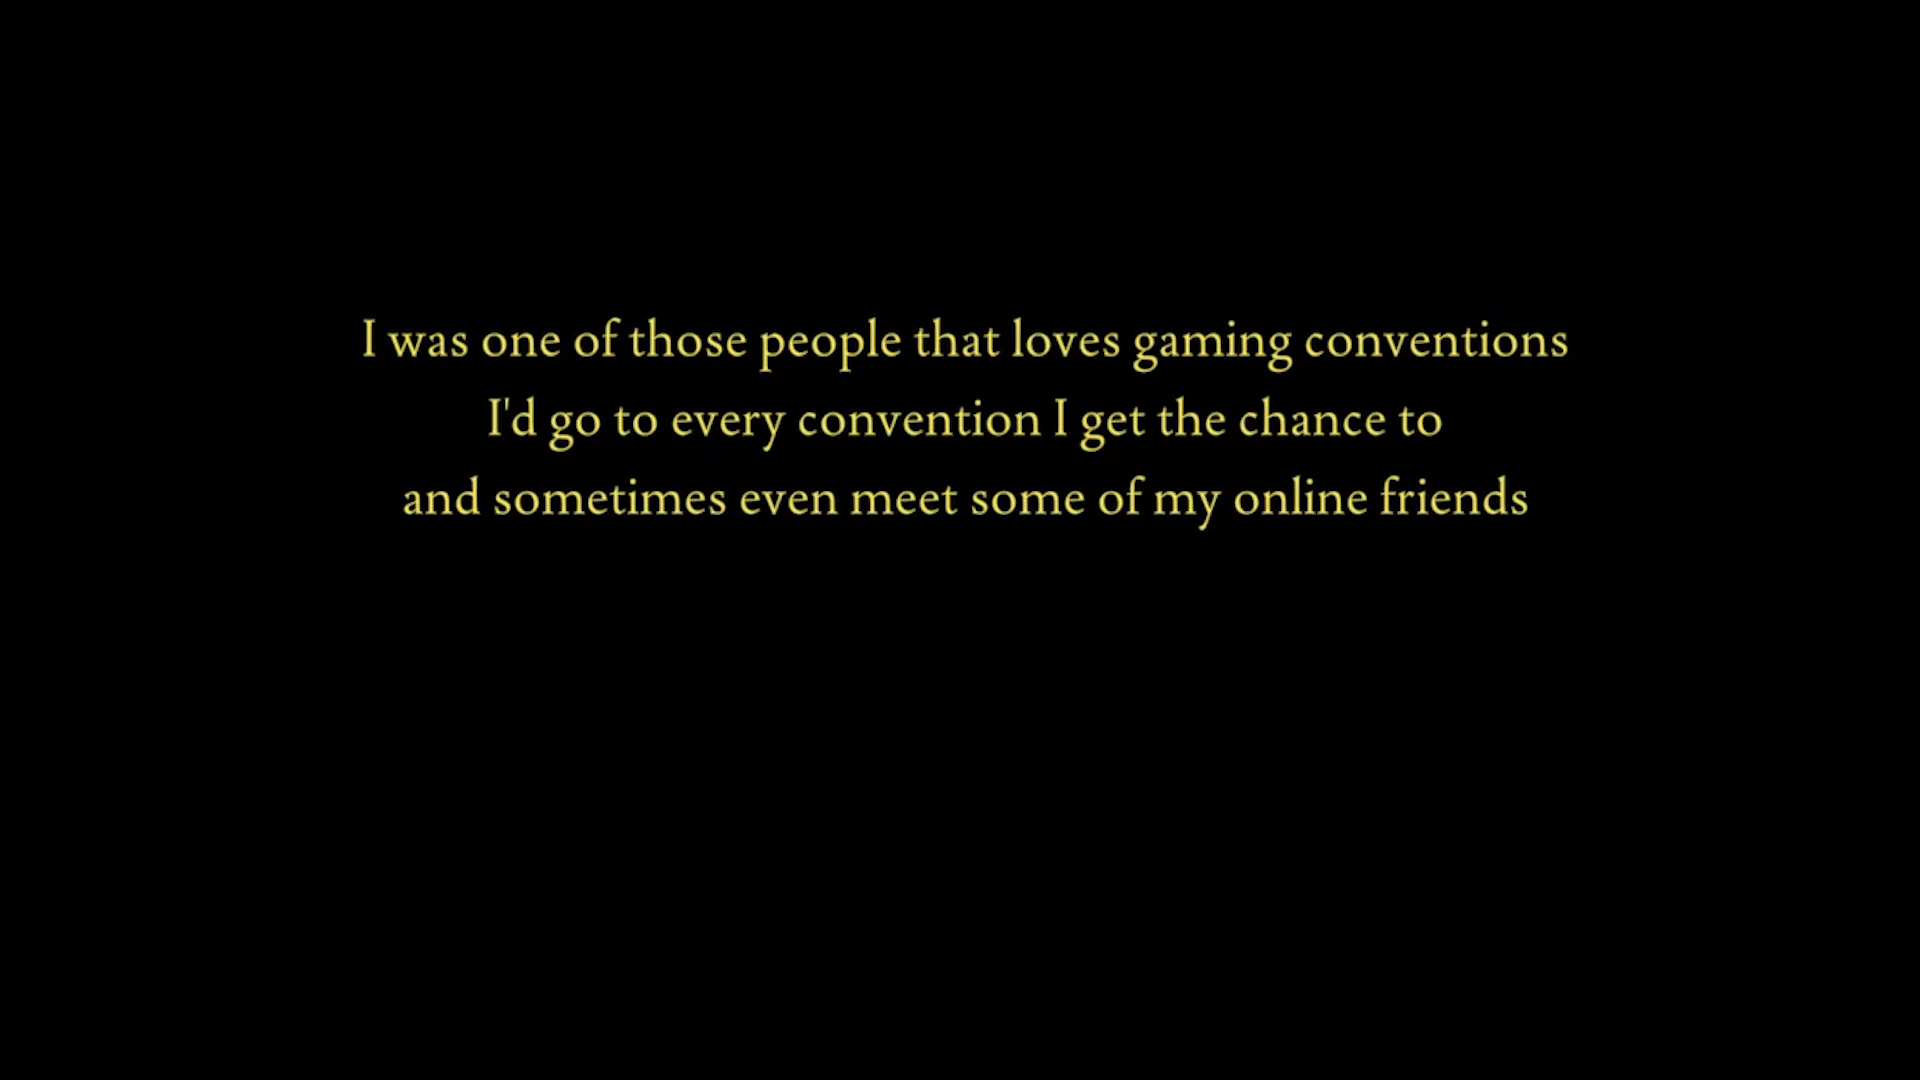 I was one of those people that loves gaming conventions
I'd go to every convention I get the chance to
and sometimes even meet some of my online friends